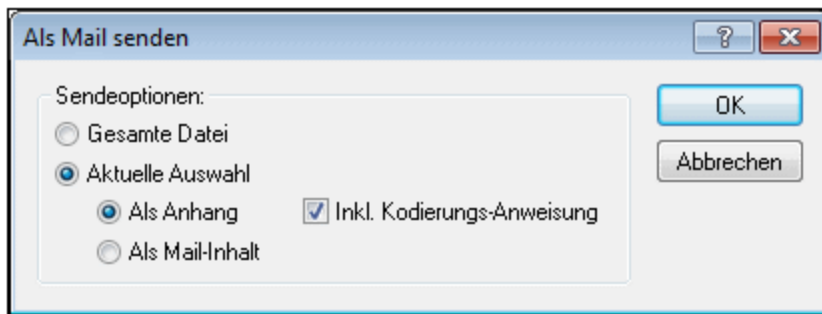 Als Mail senden
Sendeoptionen:
Gesamte Datei
Aktuelle Auswahl
Als Anhang
Inkl. Kodierungs-Anweisung
Als Mail-Inhalt
OK
Abbrechen